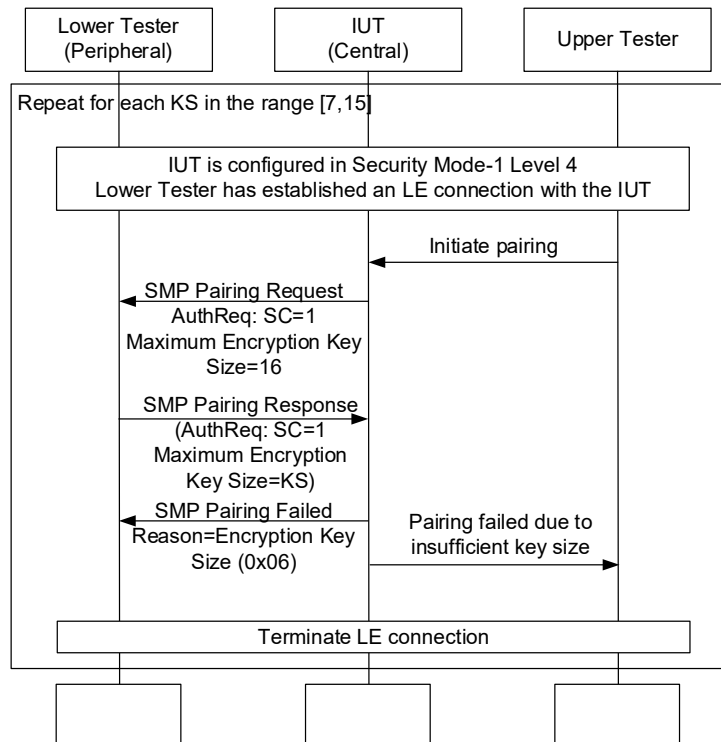 Lower Tester
(Peripheral)
IUT
(Central)
Upper Tester
Repeat for each KS in the range [7,15]
IUT is configured in Security Mode-1 Level 4
Lower Tester has established an LE connection with the IUT
Initiate pairing
SMP Pairing Request
AuthReq: SC=1
Maximum Encryption Key
Size=16
SMP Pairing Response
(AuthReq: SC=1
Maximum Encryption
Key Size=KS)
SMP Pairing Failed
Reason=Encryption Key
Size (0x06)
Pairing failed due to
insufficient key size
Terminate LE connection